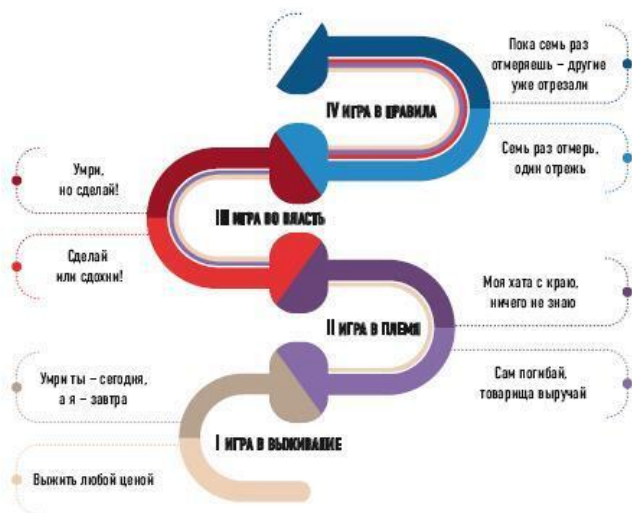 Пока семь раз
отмеряешь – другие
уже отрезали
IV ИГРА В ПРАВИЛА
Семь раз отмерь,
один отрежь
Умри,
но сделай!
III ИГРА ВО ВЛАСТЬ
Сделай
или сдохни!
Моя хата с краю,
ничего не знаю
II ИГРА В ПЛЕМЯ
Умри ты – сегодня,
а я – завтра
Сам погибай,
товарища выручай
I ИГРА В ВЫЖИВАНИЕ
Выжить любой ценой